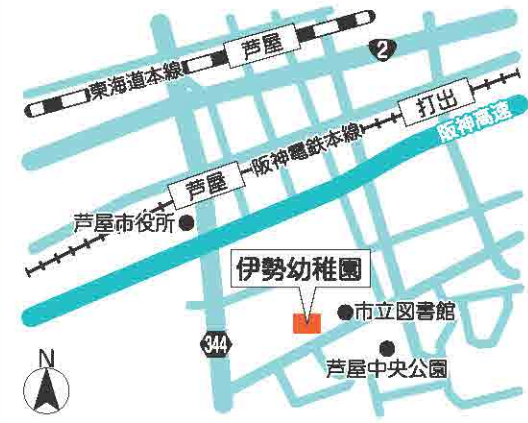 芦屋
2
東海道本線
打出
阪神高速
阪神電鉄本線
芦屋
芦屋市役所
伊勢幼稚園
市立図書館
344
芦屋中央公園
N